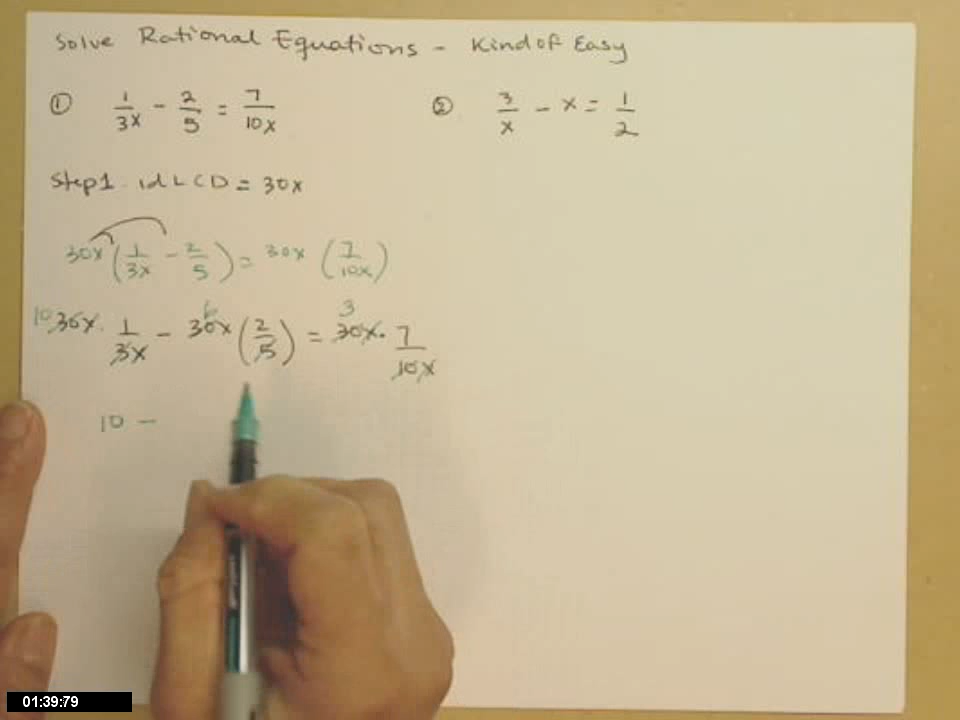 Solve Rational Equations - Kind of Easy
① 1/3x - 2/5 = 7/10x
② 3/x - x = 1/2
Step1. id LCD = 30x
30x (1/3x - 2/5) = 30x (7/10x)
10 6 3
30x · 1/3x - 30x (2/5) = 30x · 7/10x
10 -
01:39:79